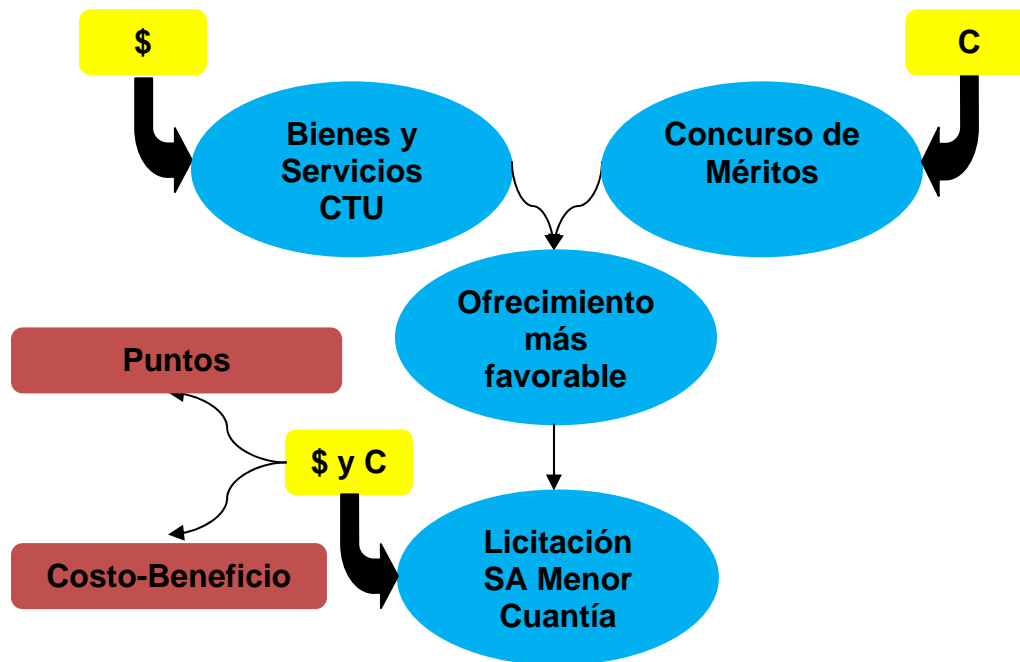 $
C
Bienes y
Servicios
CTU
Concurso de
Méritos
Ofrecimiento
más
favorable
Puntos
$ y C
Costo-Beneficio
Licitación
SA Menor
Cuantía